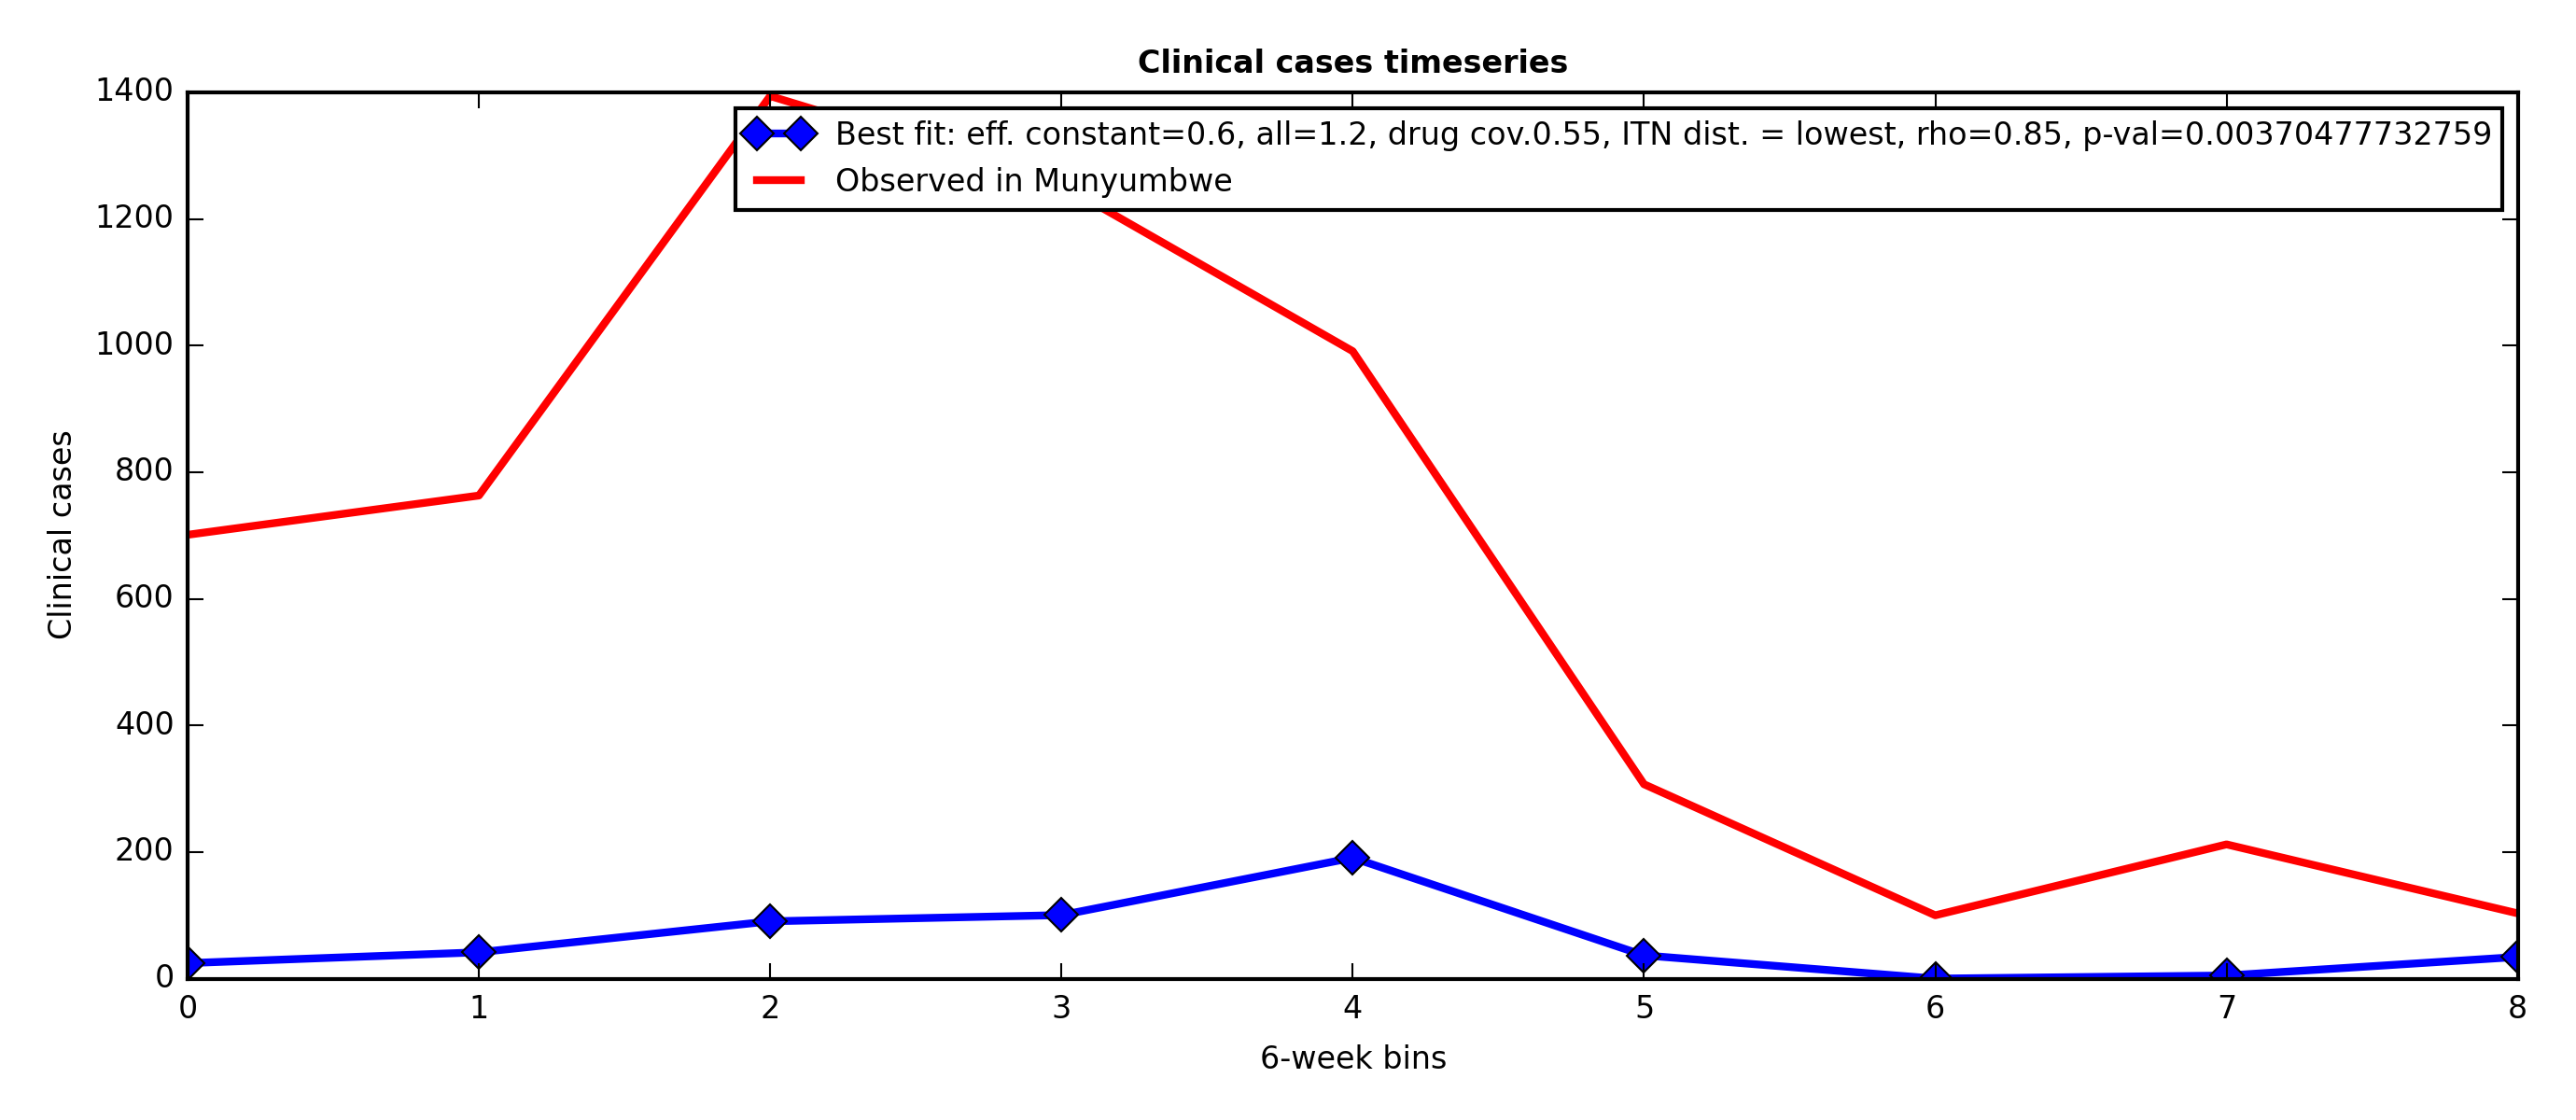 Clinical cases timeseries
Best fit: eff. constant=0.6, all=1.2, drug cov.0.55, ITN dist. = lowest, rho=0.85, p-val=0.00370477732759
Observed in Munyumbwe
1400
1200
1000
800
600
400
200
0
Clinical cases
0 1 2 3 4 5 6 7 8
6-week bins